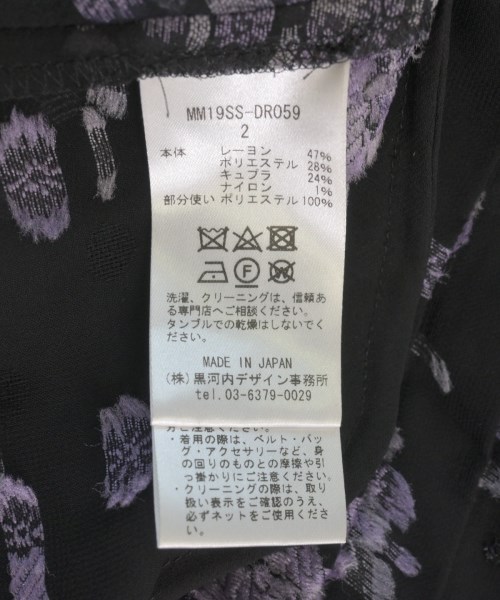 MM19SS-DR059
2
本体 レーヨン 47%
ポリエステル 28%
キュプラ 24%
ナイロン 1%
部分使い ポリエステル 100%
洗濯、クリーニングは、信頼あ
る専門店へご相談ください。
タンブルでの乾燥はしないでく
ださい。
MADE IN JAPAN
(株)黒河内デザイン事務所
tel.03-6379-0029
分ご注意ください。
・着用の際は、ベルト・バッ
グ・アクセサリーなど、身
の回りのものとの摩擦や引
っ掛かりにご注意ください。
・クリーニングの際は、取り
扱い表示をご確認のうえ、
必ずネットをご使用くださ
い。